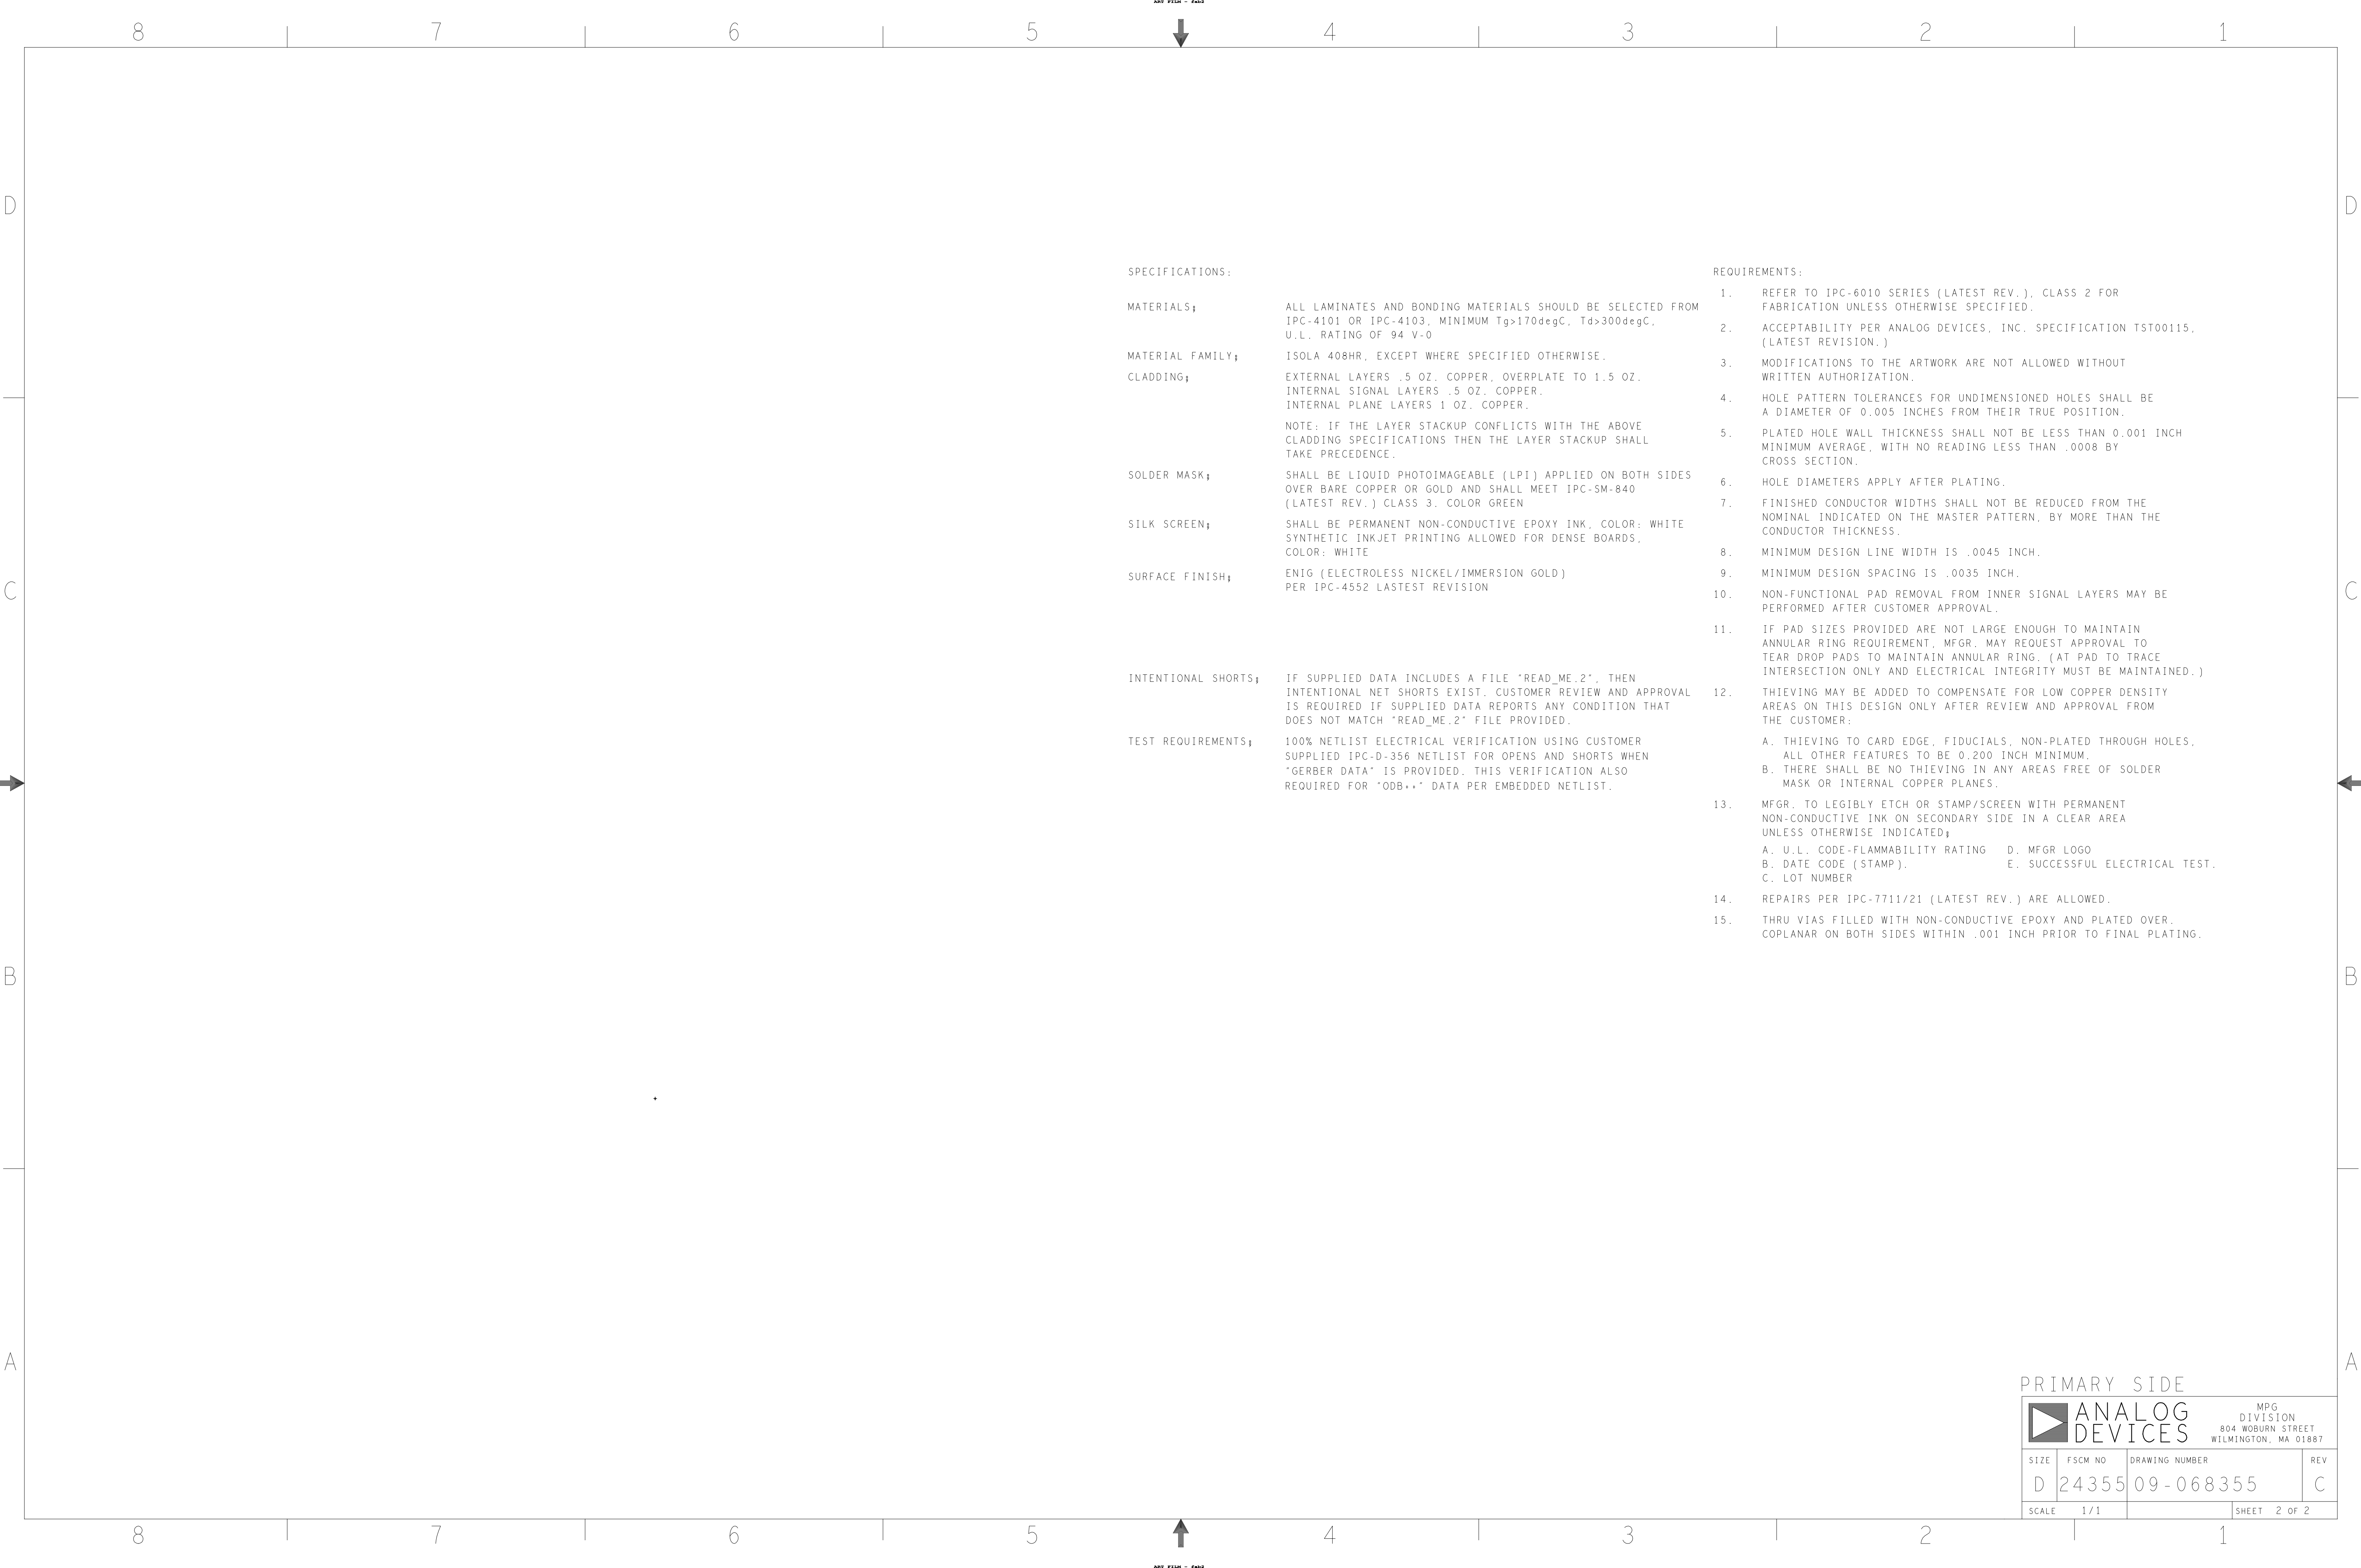 ART FILM - fab2
8 7 6 5 4 3 2 1
D D
C C
B B
A A
SPECIFICATIONS:
MATERIALS: ALL LAMINATES AND BONDING MATERIALS SHOULD BE SELECTED FROM
IPC-4101 OR IPC-4103, MINIMUM Tg>170degC, Td>300degC,
U.L. RATING OF 94 V-0
MATERIAL FAMILY: ISOLA 408HR, EXCEPT WHERE SPECIFIED OTHERWISE.
CLADDING: EXTERNAL LAYERS .5 OZ. COPPER, OVERPLATE TO 1.5 OZ.
INTERNAL SIGNAL LAYERS .5 OZ. COPPER.
INTERNAL PLANE LAYERS 1 OZ. COPPER.
NOTE: IF THE LAYER STACKUP CONFLICTS WITH THE ABOVE
CLADDING SPECIFICATIONS THEN THE LAYER STACKUP SHALL
TAKE PRECEDENCE.
SOLDER MASK: SHALL BE LIQUID PHOTOIMAGEABLE (LPI) APPLIED ON BOTH SIDES
OVER BARE COPPER OR GOLD AND SHALL MEET IPC-SM-840
(LATEST REV.) CLASS 3. COLOR GREEN
SILK SCREEN: SHALL BE PERMANENT NON-CONDUCTIVE EPOXY INK, COLOR: WHITE
SYNTHETIC INKJET PRINTING ALLOWED FOR DENSE BOARDS,
COLOR: WHITE
SURFACE FINISH: ENIG (ELECTROLESS NICKEL/IMMERSION GOLD)
PER IPC-4552 LASTEST REVISION
INTENTIONAL SHORTS: IF SUPPLIED DATA INCLUDES A FILE "READ_ME.2", THEN
INTENTIONAL NET SHORTS EXIST. CUSTOMER REVIEW AND APPROVAL
IS REQUIRED IF SUPPLIED DATA REPORTS ANY CONDITION THAT
DOES NOT MATCH "READ_ME.2" FILE PROVIDED.
TEST REQUIREMENTS: 100% NETLIST ELECTRICAL VERIFICATION USING CUSTOMER
SUPPLIED IPC-D-356 NETLIST FOR OPENS AND SHORTS WHEN
"GERBER DATA" IS PROVIDED. THIS VERIFICATION ALSO
REQUIRED FOR "ODB++" DATA PER EMBEDDED NETLIST.
REQUIREMENTS:
1. REFER TO IPC-6010 SERIES (LATEST REV.), CLASS 2 FOR
FABRICATION UNLESS OTHERWISE SPECIFIED.
2. ACCEPTABILITY PER ANALOG DEVICES, INC. SPECIFICATION TST00115,
(LATEST REVISION.)
3. MODIFICATIONS TO THE ARTWORK ARE NOT ALLOWED WITHOUT
WRITTEN AUTHORIZATION.
4. HOLE PATTERN TOLERANCES FOR UNDIMENSIONED HOLES SHALL BE
A DIAMETER OF 0.005 INCHES FROM THEIR TRUE POSITION.
5. PLATED HOLE WALL THICKNESS SHALL NOT BE LESS THAN 0.001 INCH
MINIMUM AVERAGE, WITH NO READING LESS THAN .0008 BY
CROSS SECTION.
6. HOLE DIAMETERS APPLY AFTER PLATING.
7. FINISHED CONDUCTOR WIDTHS SHALL NOT BE REDUCED FROM THE
NOMINAL INDICATED ON THE MASTER PATTERN, BY MORE THAN THE
CONDUCTOR THICKNESS.
8. MINIMUM DESIGN LINE WIDTH IS .0045 INCH.
9. MINIMUM DESIGN SPACING IS .0035 INCH.
10. NON-FUNCTIONAL PAD REMOVAL FROM INNER SIGNAL LAYERS MAY BE
PERFORMED AFTER CUSTOMER APPROVAL.
11. IF PAD SIZES PROVIDED ARE NOT LARGE ENOUGH TO MAINTAIN
ANNULAR RING REQUIREMENT, MFGR. MAY REQUEST APPROVAL TO
TEAR DROP PADS TO MAINTAIN ANNULAR RING. (AT PAD TO TRACE
INTERSECTION ONLY AND ELECTRICAL INTEGRITY MUST BE MAINTAINED.)
12. THIEVING MAY BE ADDED TO COMPENSATE FOR LOW COPPER DENSITY
AREAS ON THIS DESIGN ONLY AFTER REVIEW AND APPROVAL FROM
THE CUSTOMER:
A. THIEVING TO CARD EDGE, FIDUCIALS, NON-PLATED THROUGH HOLES,
ALL OTHER FEATURES TO BE 0.200 INCH MINIMUM.
B. THERE SHALL BE NO THIEVING IN ANY AREAS FREE OF SOLDER
MASK OR INTERNAL COPPER PLANES.
13. MFGR. TO LEGIBLY ETCH OR STAMP/SCREEN WITH PERMANENT
NON-CONDUCTIVE INK ON SECONDARY SIDE IN A CLEAR AREA
UNLESS OTHERWISE INDICATED:
A. U.L. CODE-FLAMMABILITY RATING D. MFGR LOGO
B. DATE CODE (STAMP). E. SUCCESSFUL ELECTRICAL TEST.
C. LOT NUMBER
14. REPAIRS PER IPC-7711/21 (LATEST REV.) ARE ALLOWED.
15. THRU VIAS FILLED WITH NON-CONDUCTIVE EPOXY AND PLATED OVER.
COPLANAR ON BOTH SIDES WITHIN .001 INCH PRIOR TO FINAL PLATING.
PRIMARY SIDE
ANALOG
DEVICES
MPG
DIVISION
804 WOBURN STREET
WILMINGTON, MA 01887
SIZE FSCM NO DRAWING NUMBER REV
D 24355 09-068355 C
SCALE 1/1 SHEET 2 OF 2
8 7 6 5 4 3 2 1
ART FILM - fab2